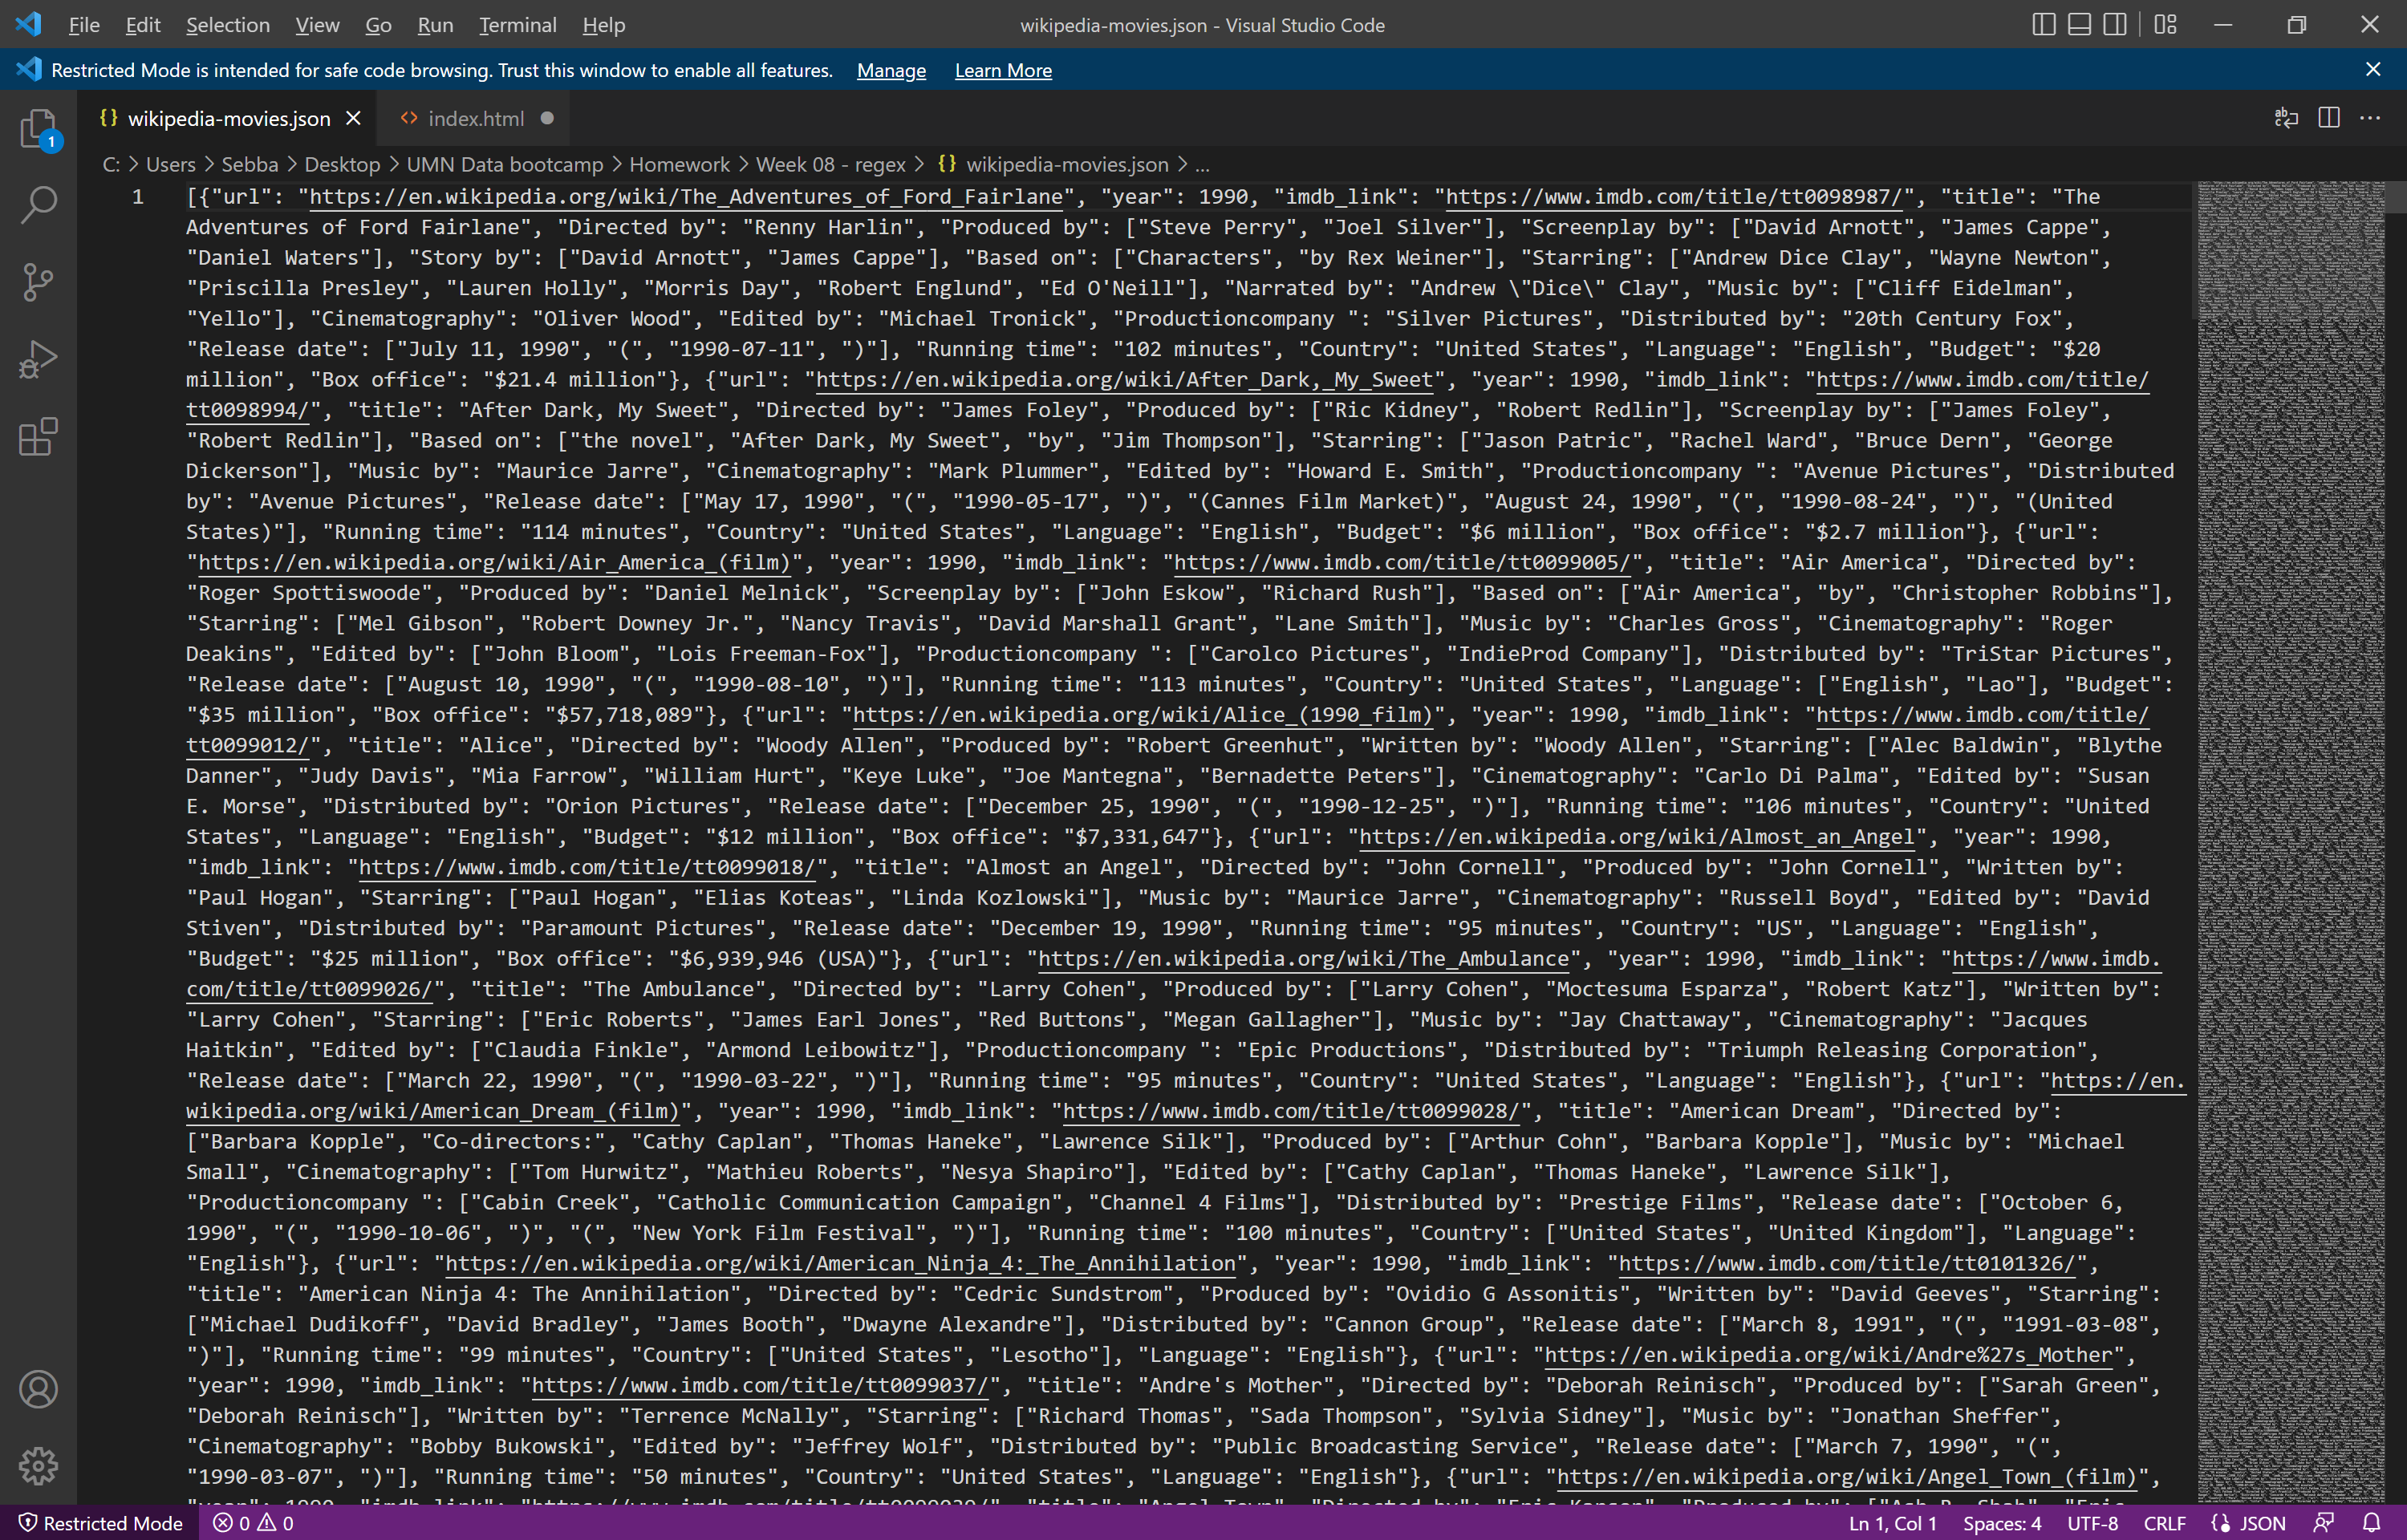 File Edit Selection View Go Run Terminal Help wikipedia-movies.json - Visual Studio Code
Restricted Mode is intended for safe code browsing. Trust this window to enable all features. Manage Learn More
{} wikipedia-movies.json index.html
1
C: > Users > Sebba > Desktop > UMN Data bootcamp > Homework > Week 08 - regex > {} wikipedia-movies.json > ...
1 [{"url": "https://en.wikipedia.org/wiki/The_Adventures_of_Ford_Fairlane", "year": 1990, "imdb_link": "https://www.imdb.com/title/tt0098987/", "title": "The
Adventures of Ford Fairlane", "Directed by": "Renny Harlin", "Produced by": ["Steve Perry", "Joel Silver"], "Screenplay by": ["David Arnott", "James Cappe",
"Daniel Waters"], "Story by": ["David Arnott", "James Cappe"], "Based on": ["Characters", "by Rex Weiner"], "Starring": ["Andrew Dice Clay", "Wayne Newton",
"Priscilla Presley", "Lauren Holly", "Morris Day", "Robert Englund", "Ed O'Neill"], "Narrated by": "Andrew \"Dice\" Clay", "Music by": ["Cliff Eidelman",
"Yello"], "Cinematography": "Oliver Wood", "Edited by": "Michael Tronick", "Productioncompany ": "Silver Pictures", "Distributed by": "20th Century Fox",
"Release date": ["July 11, 1990", "(", "1990-07-11", ")"], "Running time": "102 minutes", "Country": "United States", "Language": "English", "Budget": "$20
million", "Box office": "$21.4 million"}, {"url": "https://en.wikipedia.org/wiki/After_Dark,_My_Sweet", "year": 1990, "imdb_link": "https://www.imdb.com/title/
tt0098994/", "title": "After Dark, My Sweet", "Directed by": "James Foley", "Produced by": ["Ric Kidney", "Robert Redlin"], "Screenplay by": ["James Foley",
"Robert Redlin"], "Based on": ["the novel", "After Dark, My Sweet", "by", "Jim Thompson"], "Starring": ["Jason Patric", "Rachel Ward", "Bruce Dern", "George
Dickerson"], "Music by": "Maurice Jarre", "Cinematography": "Mark Plummer", "Edited by": "Howard E. Smith", "Productioncompany ": "Avenue Pictures", "Distributed
by": "Avenue Pictures", "Release date": ["May 17, 1990", "(", "1990-05-17", ")", "(Cannes Film Market)", "August 24, 1990", "(", "1990-08-24", ")", "(United
States)"], "Running time": "114 minutes", "Country": "United States", "Language": "English", "Budget": "$6 million", "Box office": "$2.7 million"}, {"url":
"https://en.wikipedia.org/wiki/Air_America_(film)", "year": 1990, "imdb_link": "https://www.imdb.com/title/tt0099005/", "title": "Air America", "Directed by":
"Roger Spottiswoode", "Produced by": "Daniel Melnick", "Screenplay by": ["John Eskow", "Richard Rush"], "Based on": ["Air America", "by", "Christopher Robbins"],
"Starring": ["Mel Gibson", "Robert Downey Jr.", "Nancy Travis", "David Marshall Grant", "Lane Smith"], "Music by": "Charles Gross", "Cinematography": "Roger
Deakins", "Edited by": ["John Bloom", "Lois Freeman-Fox"], "Productioncompany ": ["Carolco Pictures", "IndieProd Company"], "Distributed by": "TriStar Pictures",
"Release date": ["August 10, 1990", "(", "1990-08-10", ")"], "Running time": "113 minutes", "Country": "United States", "Language": ["English", "Lao"], "Budget":
"$35 million", "Box office": "$57,718,089"}, {"url": "https://en.wikipedia.org/wiki/Alice_(1990_film)", "year": 1990, "imdb_link": "https://www.imdb.com/title/
tt0099012/", "title": "Alice", "Directed by": "Woody Allen", "Produced by": "Robert Greenhut", "Written by": "Woody Allen", "Starring": ["Alec Baldwin", "Blythe
Danner", "Judy Davis", "Mia Farrow", "William Hurt", "Keye Luke", "Joe Mantegna", "Bernadette Peters"], "Cinematography": "Carlo Di Palma", "Edited by": "Susan
E. Morse", "Distributed by": "Orion Pictures", "Release date": ["December 25, 1990", "(", "1990-12-25", ")"], "Running time": "106 minutes", "Country": "United
States", "Language": "English", "Budget": "$12 million", "Box office": "$7,331,647"}, {"url": "https://en.wikipedia.org/wiki/Almost_an_Angel", "year": 1990,
"imdb_link": "https://www.imdb.com/title/tt0099018/", "title": "Almost an Angel", "Directed by": "John Cornell", "Produced by": "John Cornell", "Written by":
"Paul Hogan", "Starring": ["Paul Hogan", "Elias Koteas", "Linda Kozlowski"], "Music by": "Maurice Jarre", "Cinematography": "Russell Boyd", "Edited by": "David
Stiven", "Distributed by": "Paramount Pictures", "Release date": "December 19, 1990", "Running time": "95 minutes", "Country": "US", "Language": "English",
"Budget": "$25 million", "Box office": "$6,939,946 (USA)"}, {"url": "https://en.wikipedia.org/wiki/The_Ambulance", "year": 1990, "imdb_link": "https://www.imdb.
com/title/tt0099026/", "title": "The Ambulance", "Directed by": "Larry Cohen", "Produced by": ["Larry Cohen", "Moctesuma Esparza", "Robert Katz"], "Written by":
"Larry Cohen", "Starring": ["Eric Roberts", "James Earl Jones", "Red Buttons", "Megan Gallagher"], "Music by": "Jay Chattaway", "Cinematography": "Jacques
Haitkin", "Edited by": ["Claudia Finkle", "Armond Leibowitz"], "Productioncompany ": "Epic Productions", "Distributed by": "Triumph Releasing Corporation",
"Release date": ["March 22, 1990", "(", "1990-03-22", ")"], "Running time": "95 minutes", "Country": "United States", "Language": "English"}, {"url": "https://en.
wikipedia.org/wiki/American_Dream_(film)", "year": 1990, "imdb_link": "https://www.imdb.com/title/tt0099028/", "title": "American Dream", "Directed by":
["Barbara Kopple", "Co-directors:", "Cathy Caplan", "Thomas Haneke", "Lawrence Silk"], "Produced by": ["Arthur Cohn", "Barbara Kopple"], "Music by": "Michael
Small", "Cinematography": ["Tom Hurwitz", "Mathieu Roberts", "Nesya Shapiro"], "Edited by": ["Cathy Caplan", "Thomas Haneke", "Lawrence Silk"],
"Productioncompany ": ["Cabin Creek", "Catholic Communication Campaign", "Channel 4 Films"], "Distributed by": "Prestige Films", "Release date": ["October 6,
1990", "(", "1990-10-06", ")", "(", "New York Film Festival", ")"], "Running time": "100 minutes", "Country": ["United States", "United Kingdom"], "Language":
"English"}, {"url": "https://en.wikipedia.org/wiki/American_Ninja_4:_The_Annihilation", "year": 1990, "imdb_link": "https://www.imdb.com/title/tt0101326/",
"title": "American Ninja 4: The Annihilation", "Directed by": "Cedric Sundstrom", "Produced by": "Ovidio G Assonitis", "Written by": "David Geeves", "Starring":
["Michael Dudikoff", "David Bradley", "James Booth", "Dwayne Alexandre"], "Distributed by": "Cannon Group", "Release date": ["March 8, 1991", "(", "1991-03-08",
")"], "Running time": "99 minutes", "Country": ["United States", "Lesotho"], "Language": "English"}, {"url": "https://en.wikipedia.org/wiki/Andre%27s_Mother",
"year": 1990, "imdb_link": "https://www.imdb.com/title/tt0099037/", "title": "Andre's Mother", "Directed by": "Deborah Reinisch", "Produced by": ["Sarah Green",
"Deborah Reinisch"], "Written by": "Terrence McNally", "Starring": ["Richard Thomas", "Sada Thompson", "Sylvia Sidney"], "Music by": "Jonathan Sheffer",
"Cinematography": "Bobby Bukowski", "Edited by": "Jeffrey Wolf", "Distributed by": "Public Broadcasting Service", "Release date": ["March 7, 1990", "(",
"1990-03-07", ")"], "Running time": "50 minutes", "Country": "United States", "Language": "English"}, {"url": "https://en.wikipedia.org/wiki/Angel_Town_(film)",
Restricted Mode 0 0 Ln 1, Col 1 Spaces: 4 UTF-8 CRLF {} JSON